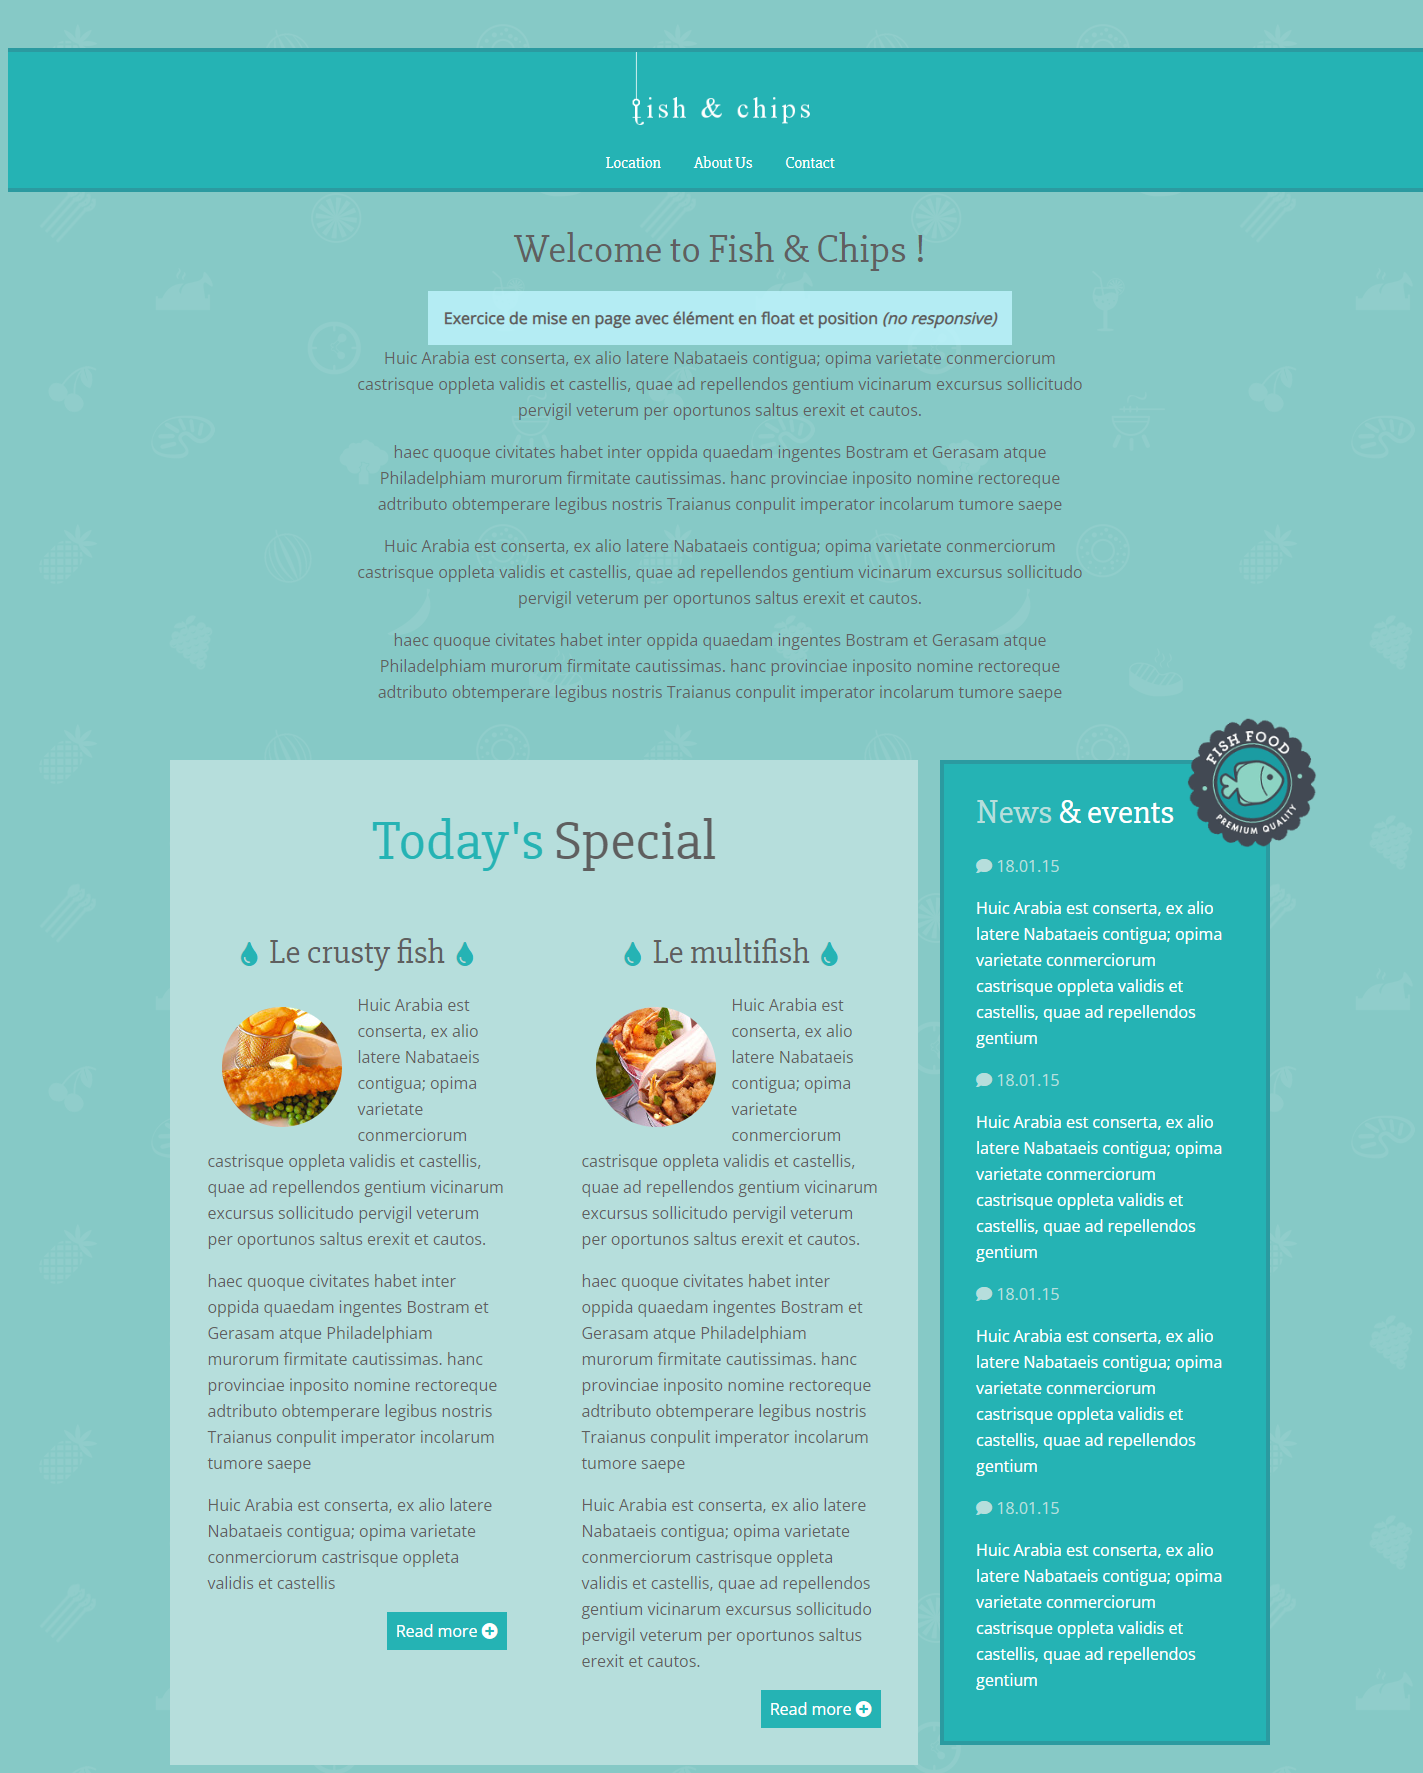 fish & chips
Location About Us Contact
Welcome to Fish & Chips !
Exercice de mise en page avec élément en float et position (no responsive)
Huic Arabia est conserta, ex alio latere Nabataeis contigua; opima varietate conmerciorum
castrisque oppleta validis et castellis, quae ad repellendos gentium vicinarum excursus sollicitudo
pervigil veterum per oportunos saltus erexit et cautos.
haec quoque civitates habet inter oppida quaedam ingentes Bostram et Gerasam atque
Philadelphiam murorum firmitate cautissimas. hanc provinciae inposito nomine rectoreque
adtributo obtemperare legibus nostris Traianus conpulit imperator incolarum tumore saepe
Huic Arabia est conserta, ex alio latere Nabataeis contigua; opima varietate conmerciorum
castrisque oppleta validis et castellis, quae ad repellendos gentium vicinarum excursus sollicitudo
pervigil veterum per oportunos saltus erexit et cautos.
haec quoque civitates habet inter oppida quaedam ingentes Bostram et Gerasam atque
Philadelphiam murorum firmitate cautissimas. hanc provinciae inposito nomine rectoreque
adtributo obtemperare legibus nostris Traianus conpulit imperator incolarum tumore saepe
Today's Special
Le crusty fish
Huic Arabia est
conserta, ex alio
latere Nabataeis
contigua; opima
varietate
conmerciorum
castrisque oppleta validis et castellis,
quae ad repellendos gentium vicinarum
excursus sollicitudo pervigil veterum
per oportunos saltus erexit et cautos.
haec quoque civitates habet inter
oppida quaedam ingentes Bostram et
Gerasam atque Philadelphiam
murorum firmitate cautissimas. hanc
provinciae inposito nomine rectoreque
adtributo obtemperare legibus nostris
Traianus conpulit imperator incolarum
tumore saepe
Huic Arabia est conserta, ex alio latere
Nabataeis contigua; opima varietate
conmerciorum castrisque oppleta
validis et castellis
Read more
Le multifish
Huic Arabia est
conserta, ex alio
latere Nabataeis
contigua; opima
varietate
conmerciorum
castrisque oppleta validis et castellis,
quae ad repellendos gentium vicinarum
excursus sollicitudo pervigil veterum
per oportunos saltus erexit et cautos.
haec quoque civitates habet inter
oppida quaedam ingentes Bostram et
Gerasam atque Philadelphiam
murorum firmitate cautissimas. hanc
provinciae inposito nomine rectoreque
adtributo obtemperare legibus nostris
Traianus conpulit imperator incolarum
tumore saepe
Huic Arabia est conserta, ex alio latere
Nabataeis contigua; opima varietate
conmerciorum castrisque oppleta
validis et castellis, quae ad repellendos
gentium vicinarum excursus sollicitudo
pervigil veterum per oportunos saltus
erexit et cautos.
Read more
FISH FOOD
PREMIUM QUALITY
News & events
18.01.15
Huic Arabia est conserta, ex alio
latere Nabataeis contigua; opima
varietate conmerciorum
castrisque oppleta validis et
castellis, quae ad repellendos
gentium
18.01.15
Huic Arabia est conserta, ex alio
latere Nabataeis contigua; opima
varietate conmerciorum
castrisque oppleta validis et
castellis, quae ad repellendos
gentium
18.01.15
Huic Arabia est conserta, ex alio
latere Nabataeis contigua; opima
varietate conmerciorum
castrisque oppleta validis et
castellis, quae ad repellendos
gentium
18.01.15
Huic Arabia est conserta, ex alio
latere Nabataeis contigua; opima
varietate conmerciorum
castrisque oppleta validis et
castellis, quae ad repellendos
gentium